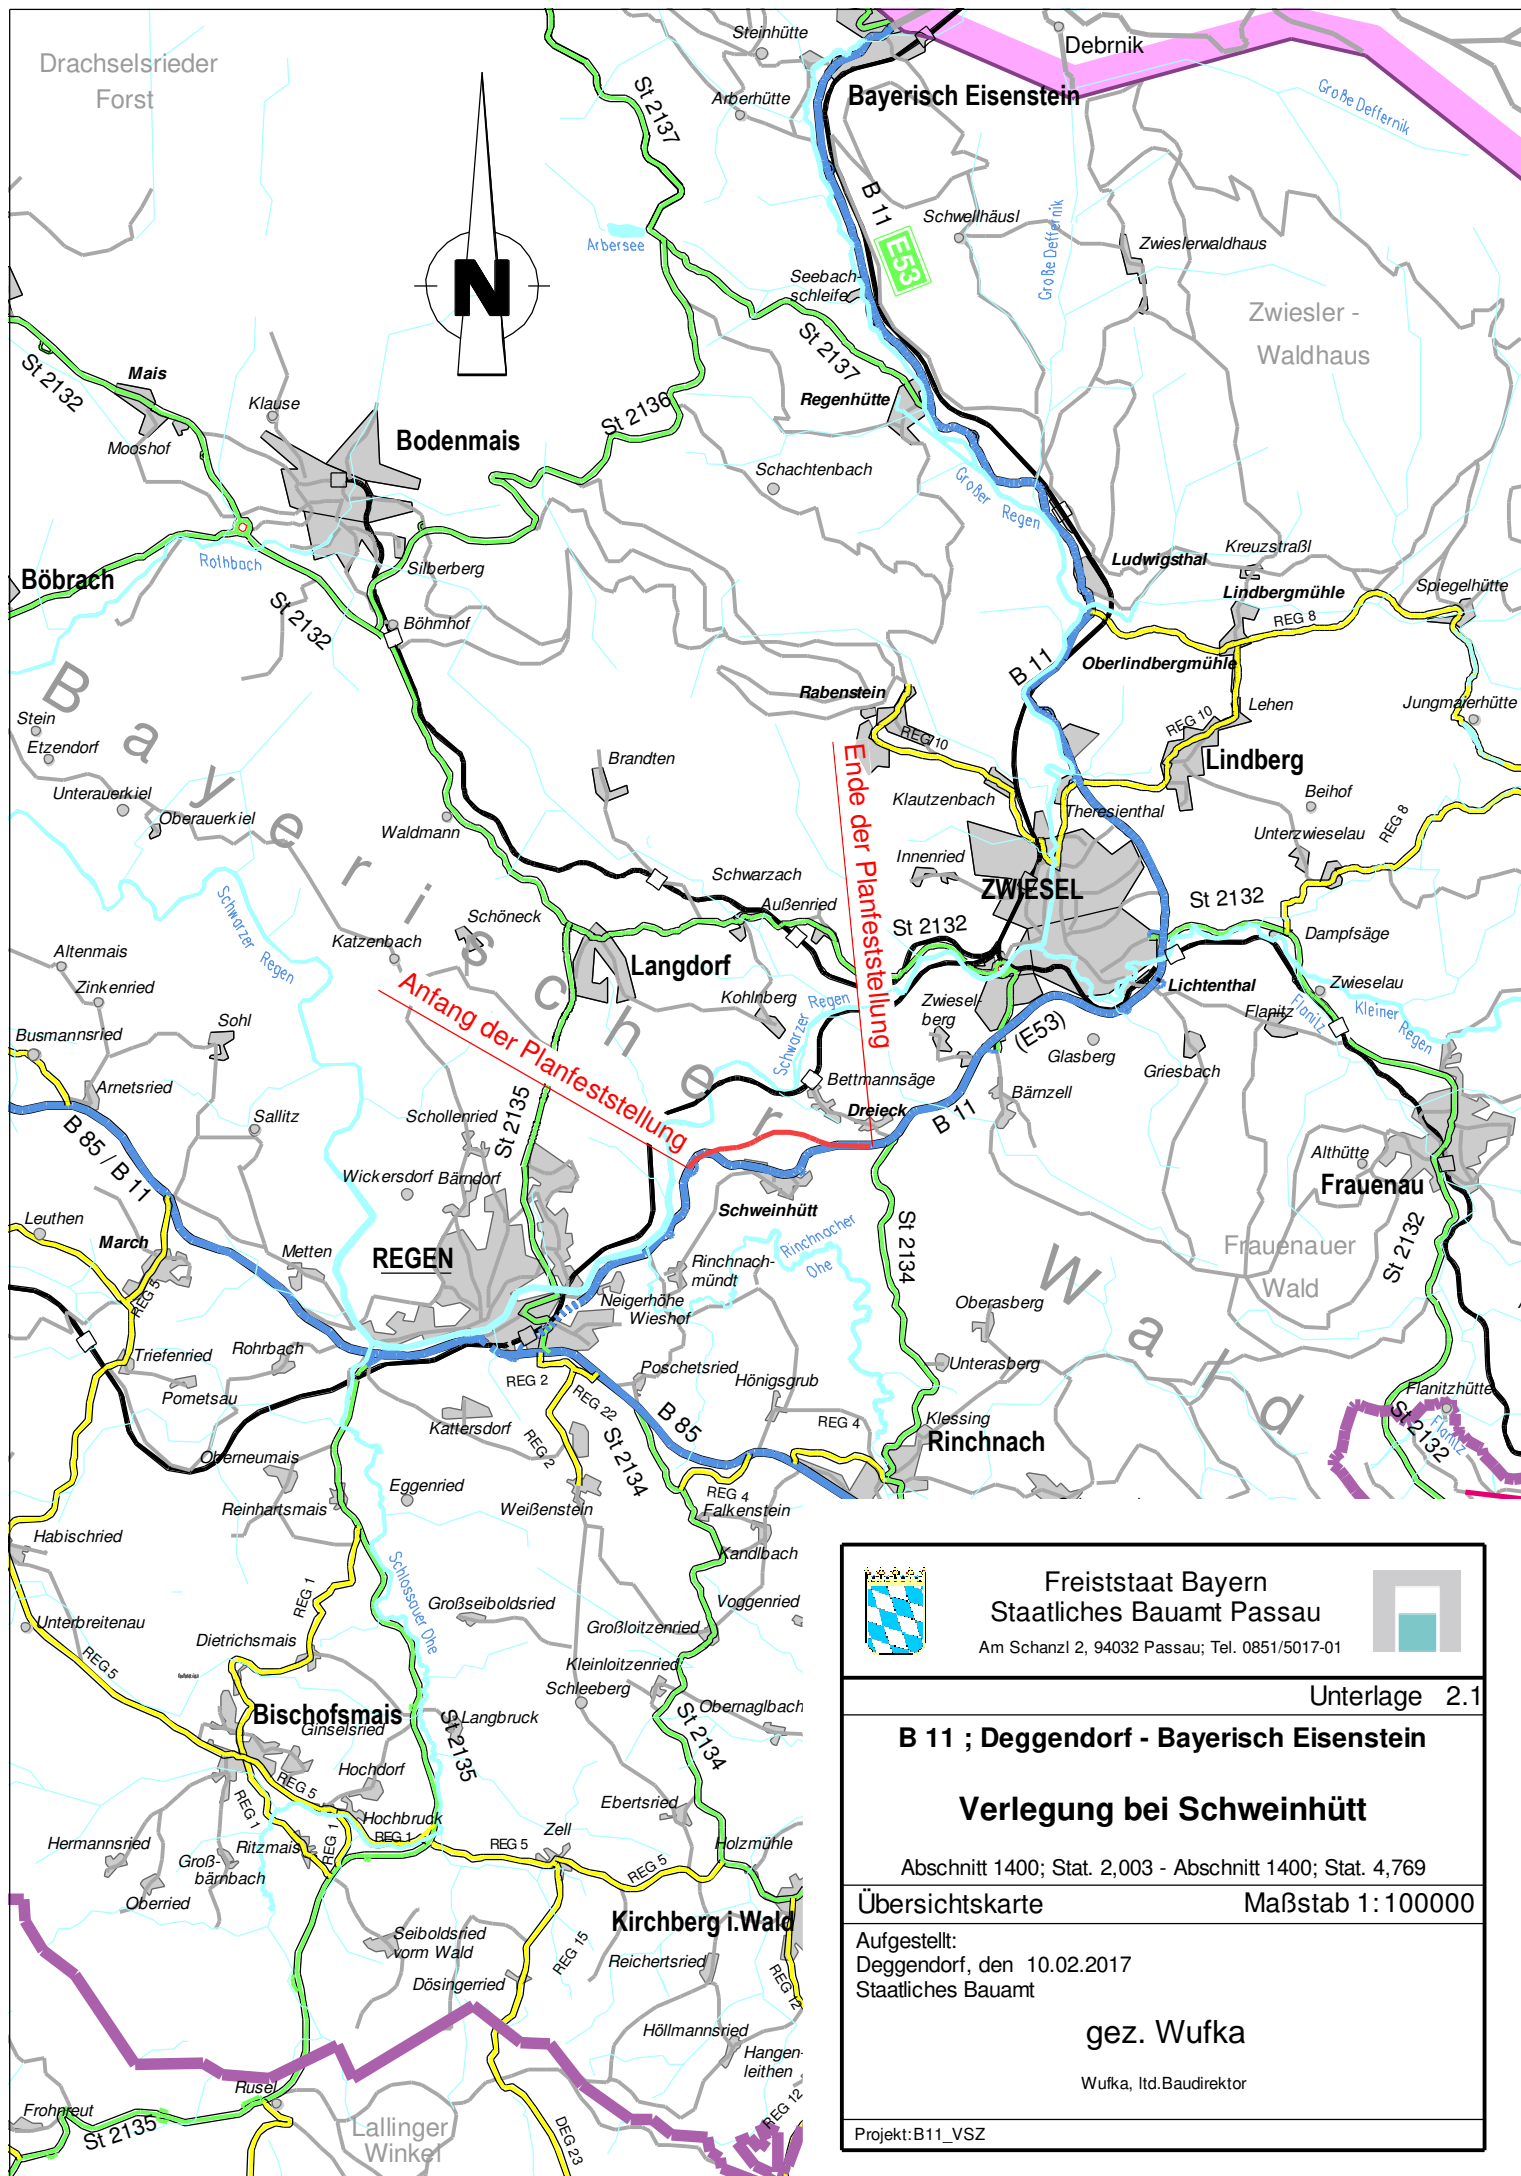 Drachselsrieder
Forst
Steinhütte
Debrnik
St 2137
Arberhütte
Bayerisch Eisenstein
Große Deffernik
B 11
E53
Schwellhäusl
Große Deffernik
Zwieslerwaldhaus
Arbersee
Seebach-
schleife
Zwiesler -
Waldhaus
N
St 2132
Mais
St 2137
Klause
Regenhütte
St 2136
Mooshof
Bodenmais
Schachtenbach
Großer Regen
Rothbach
Silberberg
Ludwigsthal
Kreuzstraßl
Böbrach
Lindbergmühle
Spiegelhütte
St 2132
Böhmhof
REG 8
B 11
Oberlindbergmühle
Rabenstein
Lehen
Jungmaierhütte
Stein
Etzendorf
REG 10
REG 10
Brandten
Lindberg
Unterauerkiel
Oberauerkiel
Klautzenbach
Beihof
Theresienthal
Waldmann
Unterzwieselau
REG 8
Innenried
Ende der Planfeststellung
Schwarzach
ZWIESEL
Außenried
St 2132
Schwarzer Regen
Schöneck
St 2132
Dampfsäge
Katzenbach
Altenmais
Langdorf
Zinkenried
Kohlnberg
Schwarzer Regen
Zwiesel-
berg
Lichtenthal
Zwieselau
Anfang der Planfeststellung
Flanitz
Flanitz
Kleiner
Regen
Sohl
Busmannsried
(E53)
Glasberg
Griesbach
Bettmannsäge
Arnetsried
Bärnzell
Dreieck
Sallitz
Schollenried
St 2135
B 11
B 85 / B 11
Althütte
Wickersdorf
Bärndorf
Frauenau
Schweinhütt
Leuthen
Rinchnacher
Ohe
St 2134
St 2132
March
Metten
REGEN
Frauenauer
Wald
Rinchnach-
mündt
REG 5
Neigerhöhe
Wieshof
Oberasberg
Rohrbach
Triefenried
Poschetsried
Unterasberg
Pometsau
REG 2
Hönigsgrub
Flanitzhütte
REG 22
B 85
REG 4
Klessing
Kattersdorf
St 2132
Flanitz
REG 2
St 2134
Rinchnach
Oberneumais
Eggenried
REG 4
Reinhartsmais
Weißenstein
Falkenstein
Habischried
Kandlbach
Schlossauer Ohe
REG 1
Voggenried
Großseiboldsried
Unterbreitenau
Großloitzenried
Dietrichsmais
REG 5
Kleinloitzenried
Schleeberg
Obernaglbach
Bischofsmais
Langbruck
Ginselsried
St 2135
St 2134
Hochdorf
REG 5
REG 1
Ebertsried
Hochbruck
REG 1
Zell
Hermannsried
REG 1
REG 5
Holzmühle
Ritzmais
Groß-
bärnbach
REG 5
Oberried
Kirchberg i.Wald
Seiboldsried
vorm Wald
REG 15
Reichertsried
Dösingerried
REG 12
Höllmannsried
Hangen-
leithen
Rusel
REG 12
Frohnreut
St 2135
Lallinger
Winkel
DEG 23
Bayerischer
Wald
Freiststaat Bayern
Staatliches Bauamt Passau
Am Schanzl 2, 94032 Passau; Tel. 0851/5017-01
Unterlage 2.1
B 11 ; Deggendorf - Bayerisch Eisenstein
Verlegung bei Schweinhütt
Abschnitt 1400; Stat. 2,003 - Abschnitt 1400; Stat. 4,769
Übersichtskarte Maßstab 1:100000
Aufgestellt:
Deggendorf, den 10.02.2017
Staatliches Bauamt
gez. Wufka
Wufka, ltd.Baudirektor
Projekt:B11_VSZ